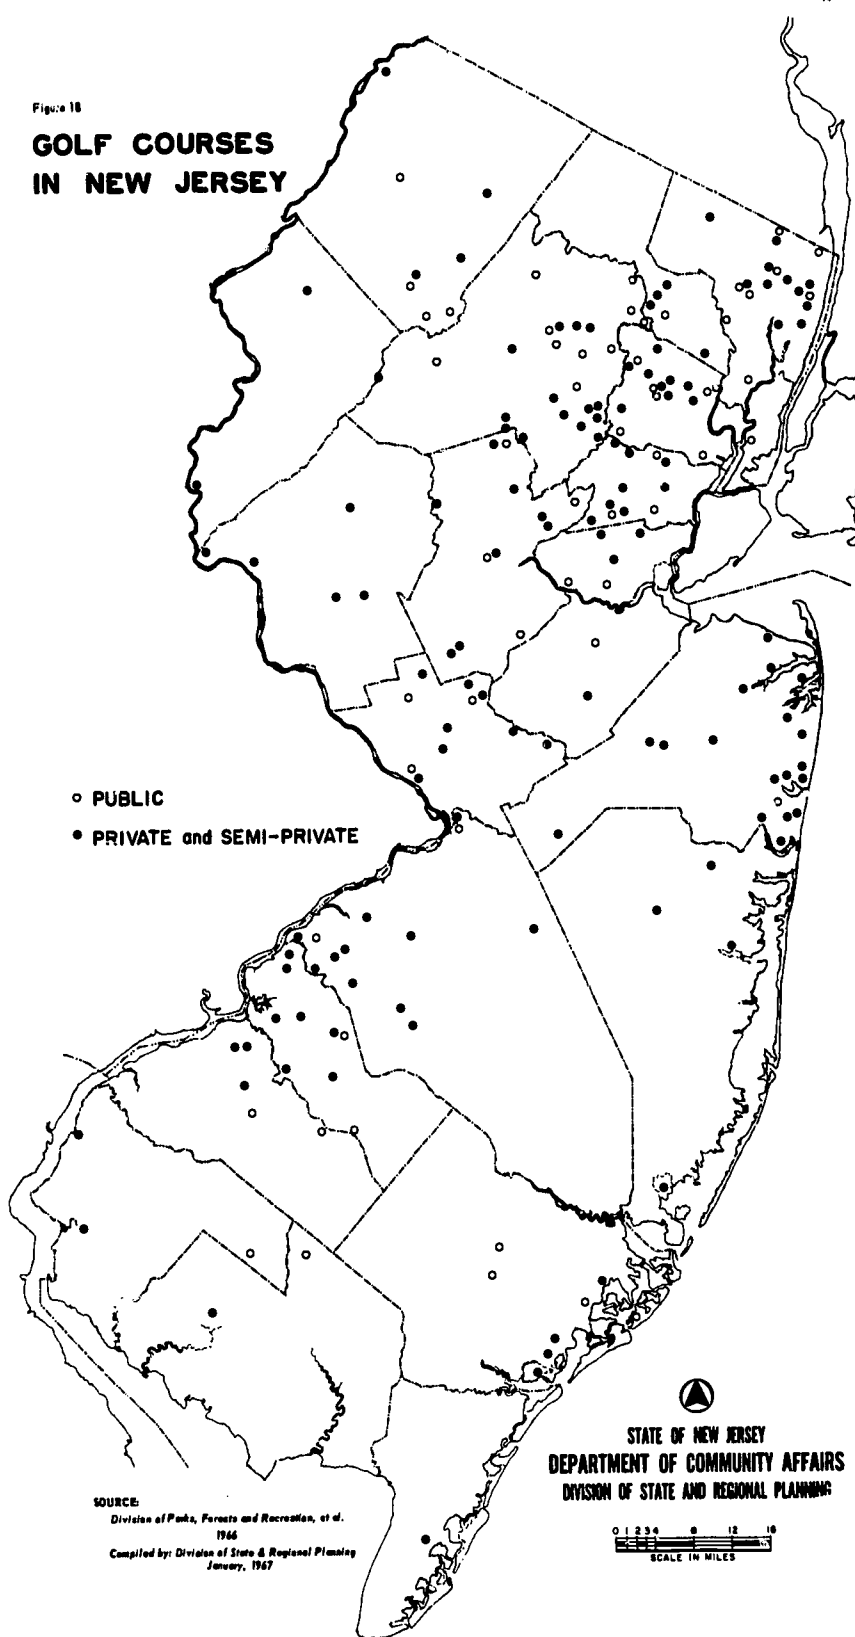 Figure 18
GOLF COURSES
IN NEW JERSEY
PUBLIC
PRIVATE and SEMI-PRIVATE
STATE OF NEW JERSEY
DEPARTMENT OF COMMUNITY AFFAIRS
DIVISION OF STATE AND REGIONAL PLANNING
0 1 2 3 4 8 12 16
SCALE IN MILES
SOURCE:
Division of Parks, Forests and Recreation, et al.
1966
Compiled by: Division of State & Regional Planning
January, 1967